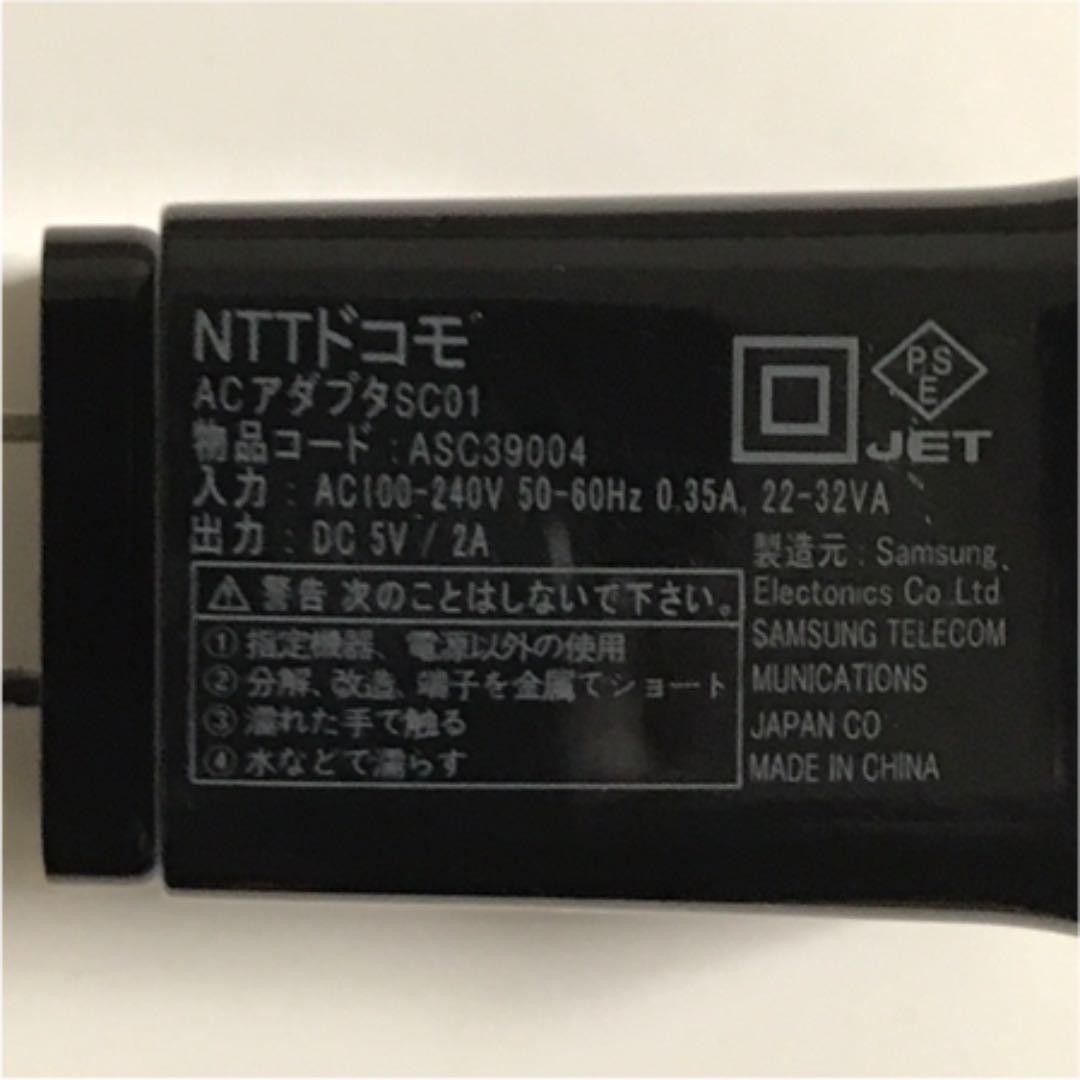 NTTドコモ
ACアダプタSC01
物品コード : ASC39004
入力 : AC100-240V 50-60Hz 0.35A, 22-32VA
出力 : DC 5V / 2A
⚠ 警告 次のことはしないで下さい。
① 指定機器、電源以外の使用
② 分解、改造、端子を金属でショート
③ 濡れた手で触る
④ 水などで濡らす
PSE
JET
製造元 : Samsung
Electonics Co.Ltd
SAMSUNG TELECOM
MUNICATIONS
JAPAN CO
MADE IN CHINA